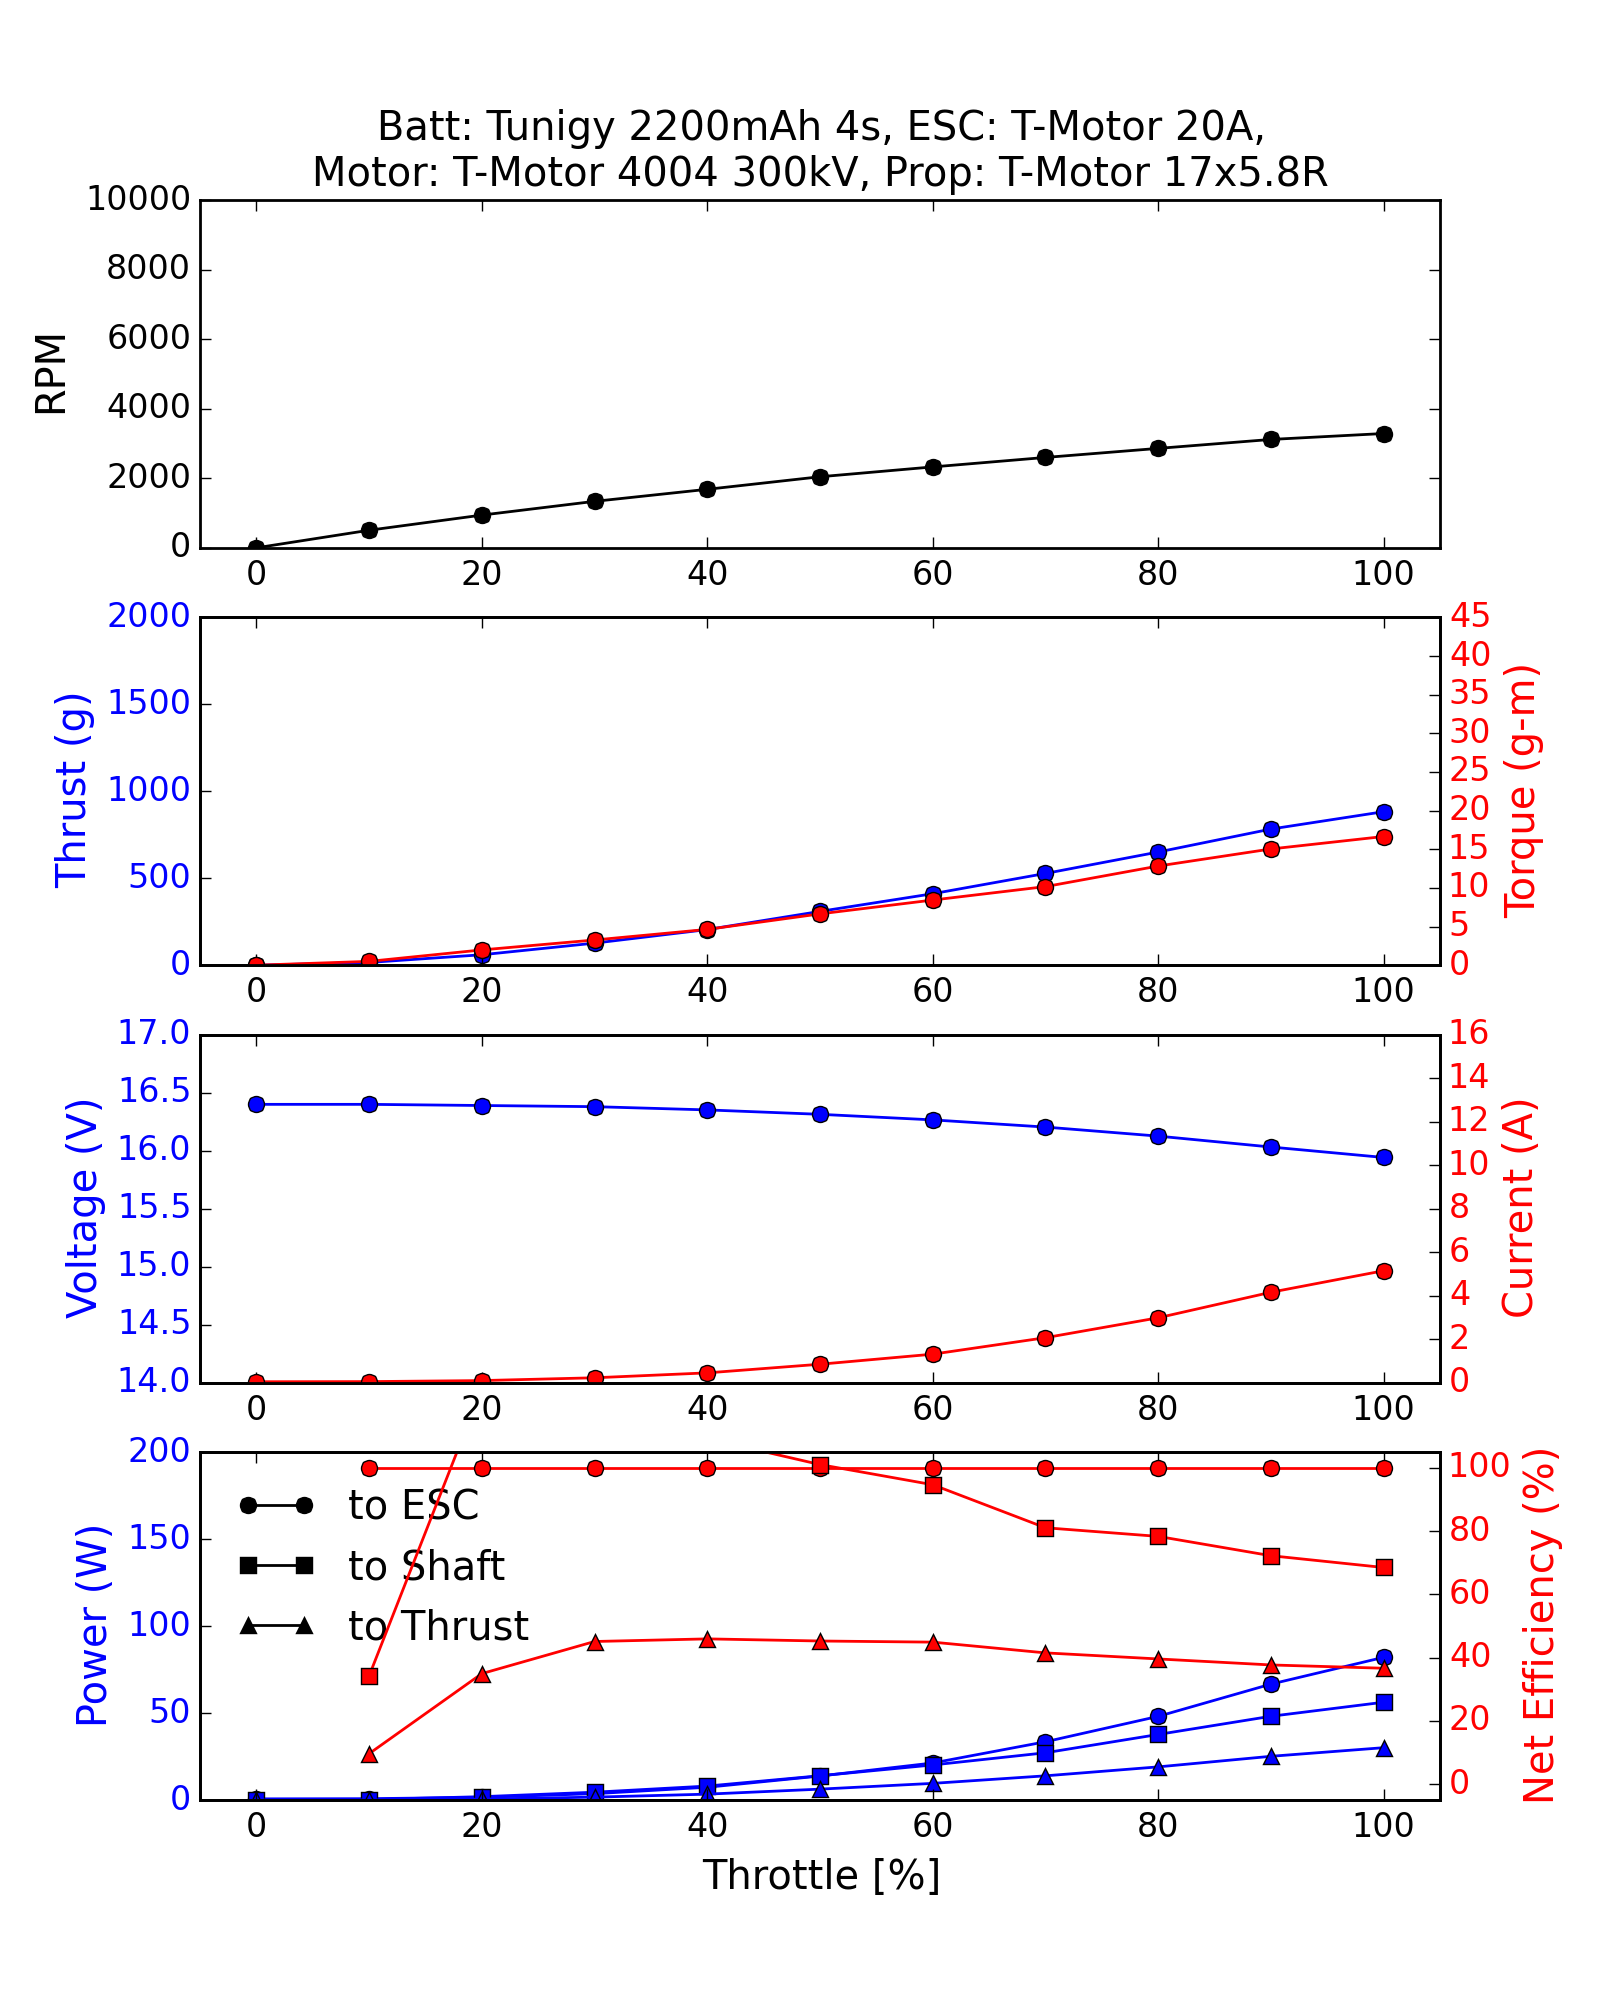 Batt: Tunigy 2200mAh 4s, ESC: T-Motor 20A,
Motor: T-Motor 4004 300kV, Prop: T-Motor 17x5.8R
10000
8000
6000
4000
2000
0
RPM
0 20 40 60 80 100
2000
1500
1000
500
0
Thrust (g)
45
40
35
30
25
20
15
10
5
0
Torque (g-m)
0 20 40 60 80 100
17.0
16.5
16.0
15.5
15.0
14.5
14.0
Voltage (V)
16
14
12
10
8
6
4
2
0
Current (A)
0 20 40 60 80 100
200
150
100
50
0
Power (W)
to ESC
to Shaft
to Thrust
100
80
60
40
20
0
Net Efficiency (%)
0 20 40 60 80 100
Throttle [%]